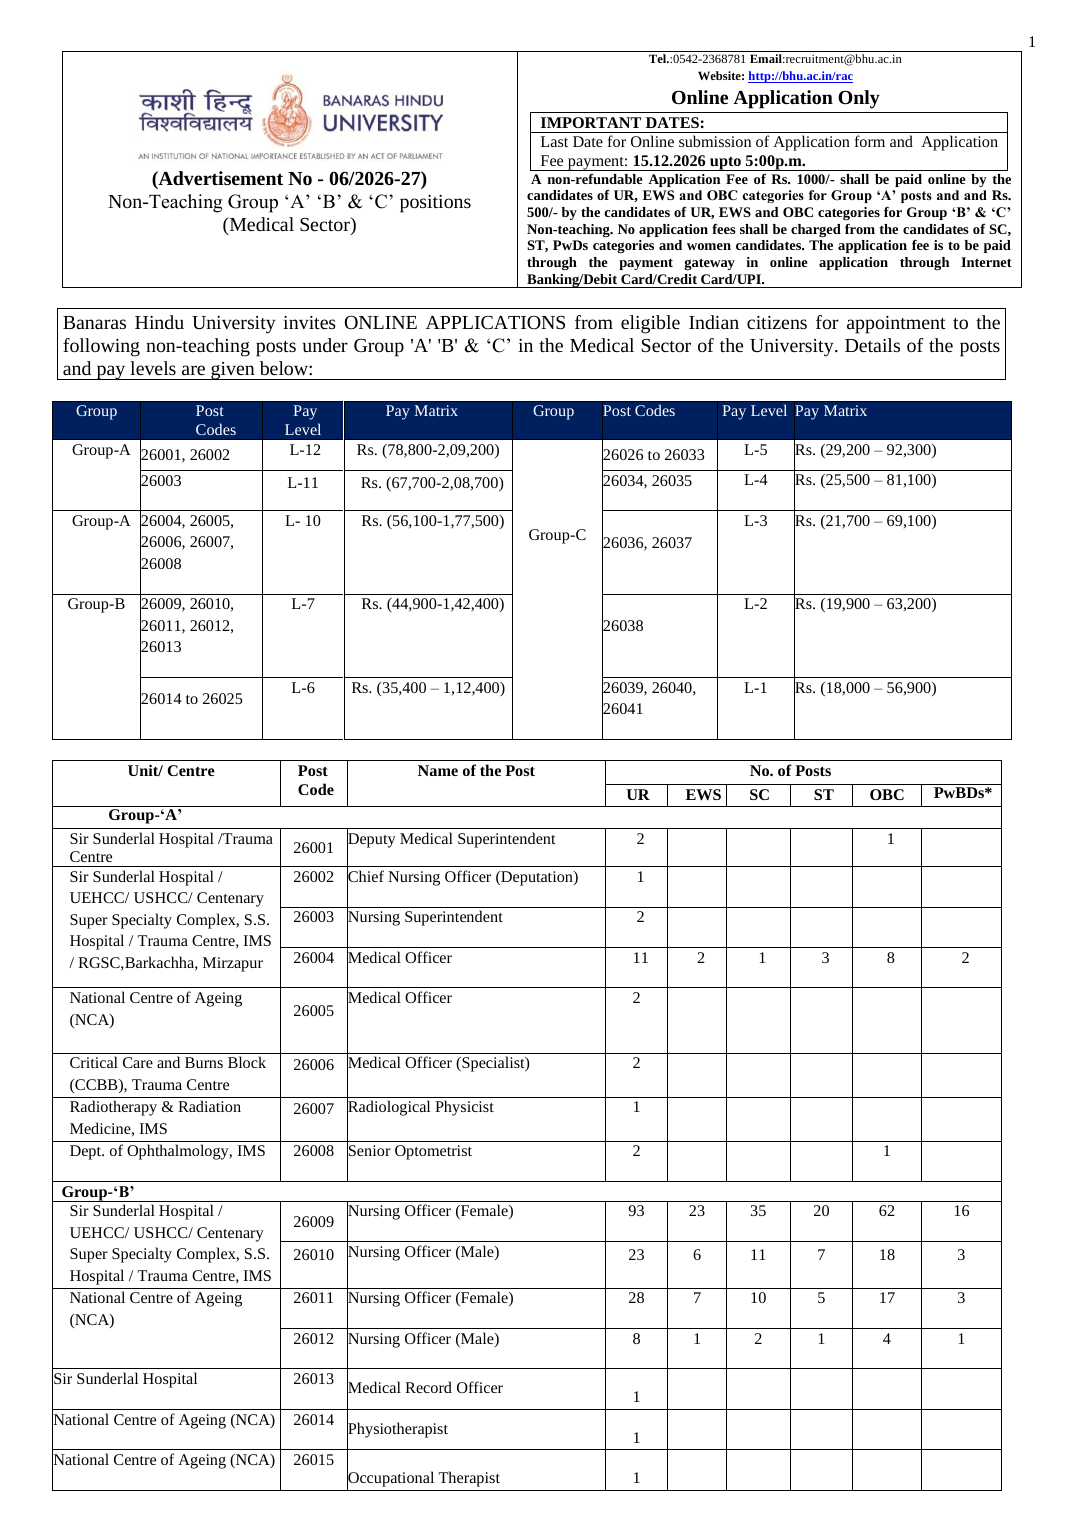 1
काशी हिन्दू
विश्वविद्यालय
BANARAS HINDU
UNIVERSITY
AN INSTITUTION OF NATIONAL IMPORTANCE ESTABLISHED BY AN ACT OF PARLIAMENT
(Advertisement No - 06/2026-27)
Non-Teaching Group ‘A’ ‘B’ & ‘C’ positions
(Medical Sector)
Tel.:0542-2368781 Email:recruitment@bhu.ac.in
Website: http://bhu.ac.in/rac
Online Application Only
IMPORTANT DATES:
Last Date for Online submission of Application form and Application
Fee payment: 15.12.2026 upto 5:00p.m.
A non-refundable Application Fee of Rs. 1000/- shall be paid online by the
candidates of UR, EWS and OBC categories for Group ‘A’ posts and and Rs.
500/- by the candidates of UR, EWS and OBC categories for Group ‘B’ & ‘C’
Non-teaching. No application fees shall be charged from the candidates of SC,
ST, PwDs categories and women candidates. The application fee is to be paid
through the payment gateway in online application through Internet
Banking/Debit Card/Credit Card/UPI.
Banaras Hindu University invites ONLINE APPLICATIONS from eligible Indian citizens for appointment to the
following non-teaching posts under Group 'A' 'B' & ‘C’ in the Medical Sector of the University. Details of the posts
and pay levels are given below:
Group Post Codes Pay Level Pay Matrix Group Post Codes Pay Level Pay Matrix
Group-A 26001, 26002 L-12 Rs. (78,800-2,09,200) Group-C 26026 to 26033 L-5 Rs. (29,200 – 92,300)
26003 L-11 Rs. (67,700-2,08,700) 26034, 26035 L-4 Rs. (25,500 – 81,100)
Group-A 26004, 26005, 26006, 26007, 26008 L- 10 Rs. (56,100-1,77,500) 26036, 26037 L-3 Rs. (21,700 – 69,100)
Group-B 26009, 26010, 26011, 26012, 26013 L-7 Rs. (44,900-1,42,400) 26038 L-2 Rs. (19,900 – 63,200)
26014 to 26025 L-6 Rs. (35,400 – 1,12,400) 26039, 26040, 26041 L-1 Rs. (18,000 – 56,900)
Unit/ Centre Post Code Name of the Post No. of Posts
UR EWS SC ST OBC PwBDs*
Group-‘A’
Sir Sunderlal Hospital /Trauma Centre 26001 Deputy Medical Superintendent 2 1
Sir Sunderlal Hospital / UEHCC/ USHCC/ Centenary Super Specialty Complex, S.S. Hospital / Trauma Centre, IMS / RGSC,Barkachha, Mirzapur 26002 Chief Nursing Officer (Deputation) 1
26003 Nursing Superintendent 2
26004 Medical Officer 11 2 1 3 8 2
National Centre of Ageing (NCA) 26005 Medical Officer 2
Critical Care and Burns Block (CCBB), Trauma Centre 26006 Medical Officer (Specialist) 2
Radiotherapy & Radiation Medicine, IMS 26007 Radiological Physicist 1
Dept. of Ophthalmology, IMS 26008 Senior Optometrist 2 1
Group-‘B’
Sir Sunderlal Hospital / UEHCC/ USHCC/ Centenary Super Specialty Complex, S.S. Hospital / Trauma Centre, IMS 26009 Nursing Officer (Female) 93 23 35 20 62 16
26010 Nursing Officer (Male) 23 6 11 7 18 3
National Centre of Ageing (NCA) 26011 Nursing Officer (Female) 28 7 10 5 17 3
26012 Nursing Officer (Male) 8 1 2 1 4 1
Sir Sunderlal Hospital 26013 Medical Record Officer 1
National Centre of Ageing (NCA) 26014 Physiotherapist 1
National Centre of Ageing (NCA) 26015 Occupational Therapist 1